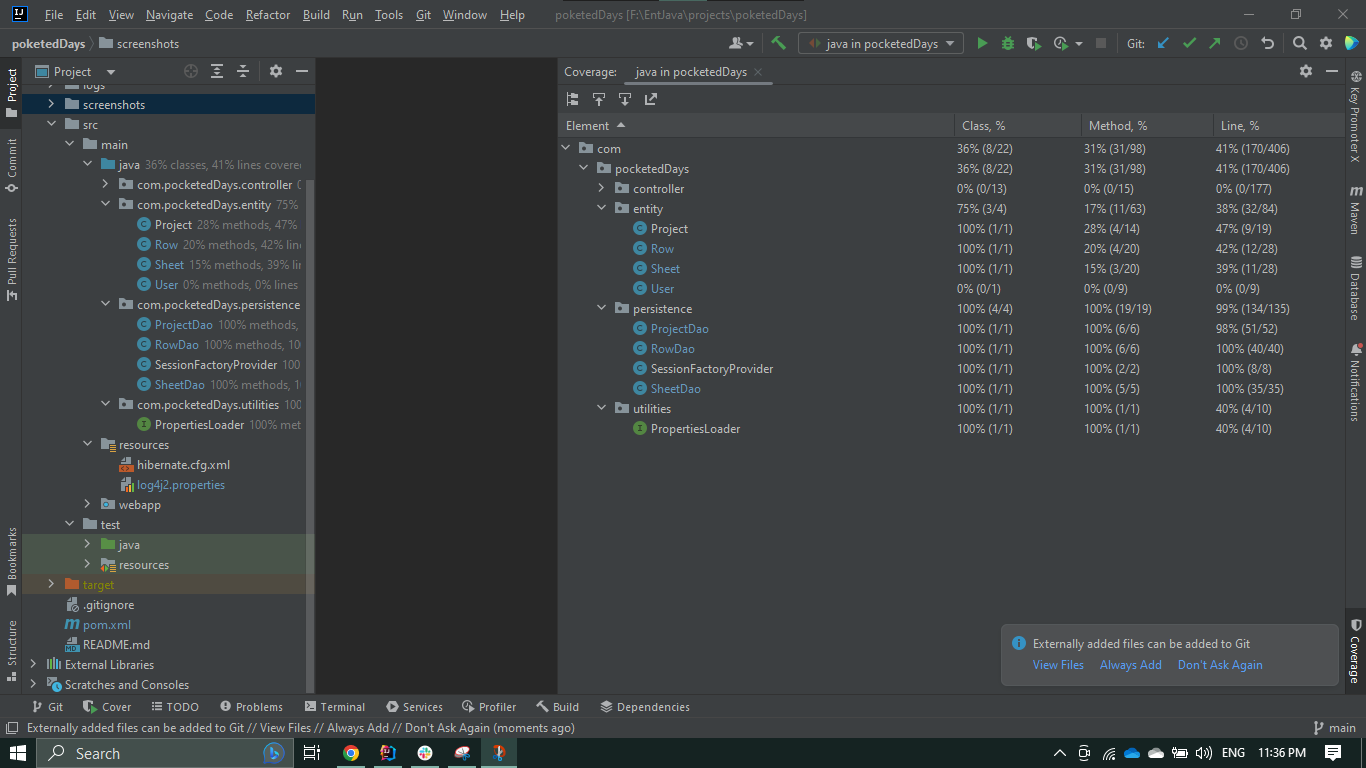 File Edit View Navigate Code Refactor Build Run Tools Git Window Help poketedDays [F:\EntJava\projects\poketedDays]
poketedDays screenshots java in pocketedDays Git:
Project
Coverage: java in pocketedDays
Element Class, % Method, % Line, %
logs
screenshots
src
main
java 36% classes, 41% lines covered
com.pocketedDays.controller
com.pocketedDays.entity 75%
Project 28% methods, 47%
Row 20% methods, 42% line
Sheet 15% methods, 39% li
User 0% methods, 0% lines
com.pocketedDays.persistence
ProjectDao 100% methods,
RowDao 100% methods, 10
SessionFactoryProvider 100
SheetDao 100% methods, 1
com.pocketedDays.utilities 100
PropertiesLoader 100% met
resources
hibernate.cfg.xml
log4j2.properties
webapp
test
java
resources
target
.gitignore
pom.xml
README.md
External Libraries
Scratches and Consoles
com 36% (8/22) 31% (31/98) 41% (170/406)
pocketedDays 36% (8/22) 31% (31/98) 41% (170/406)
controller 0% (0/13) 0% (0/15) 0% (0/177)
entity 75% (3/4) 17% (11/63) 38% (32/84)
Project 100% (1/1) 28% (4/14) 47% (9/19)
Row 100% (1/1) 20% (4/20) 42% (12/28)
Sheet 100% (1/1) 15% (3/20) 39% (11/28)
User 0% (0/1) 0% (0/9) 0% (0/9)
persistence 100% (4/4) 100% (19/19) 99% (134/135)
ProjectDao 100% (1/1) 100% (6/6) 98% (51/52)
RowDao 100% (1/1) 100% (6/6) 100% (40/40)
SessionFactoryProvider 100% (1/1) 100% (2/2) 100% (8/8)
SheetDao 100% (1/1) 100% (5/5) 100% (35/35)
utilities 100% (1/1) 100% (1/1) 40% (4/10)
PropertiesLoader 100% (1/1) 100% (1/1) 40% (4/10)
Project
Commit
Pull Requests
Bookmarks
Structure
Key Promoter X
Maven
Database
Notifications
Coverage
Externally added files can be added to Git
View Files Always Add Don't Ask Again
Git Cover TODO Problems Terminal Services Profiler Build Dependencies
Externally added files can be added to Git // View Files // Always Add // Don't Ask Again (moments ago) main
Search ENG 11:36 PM